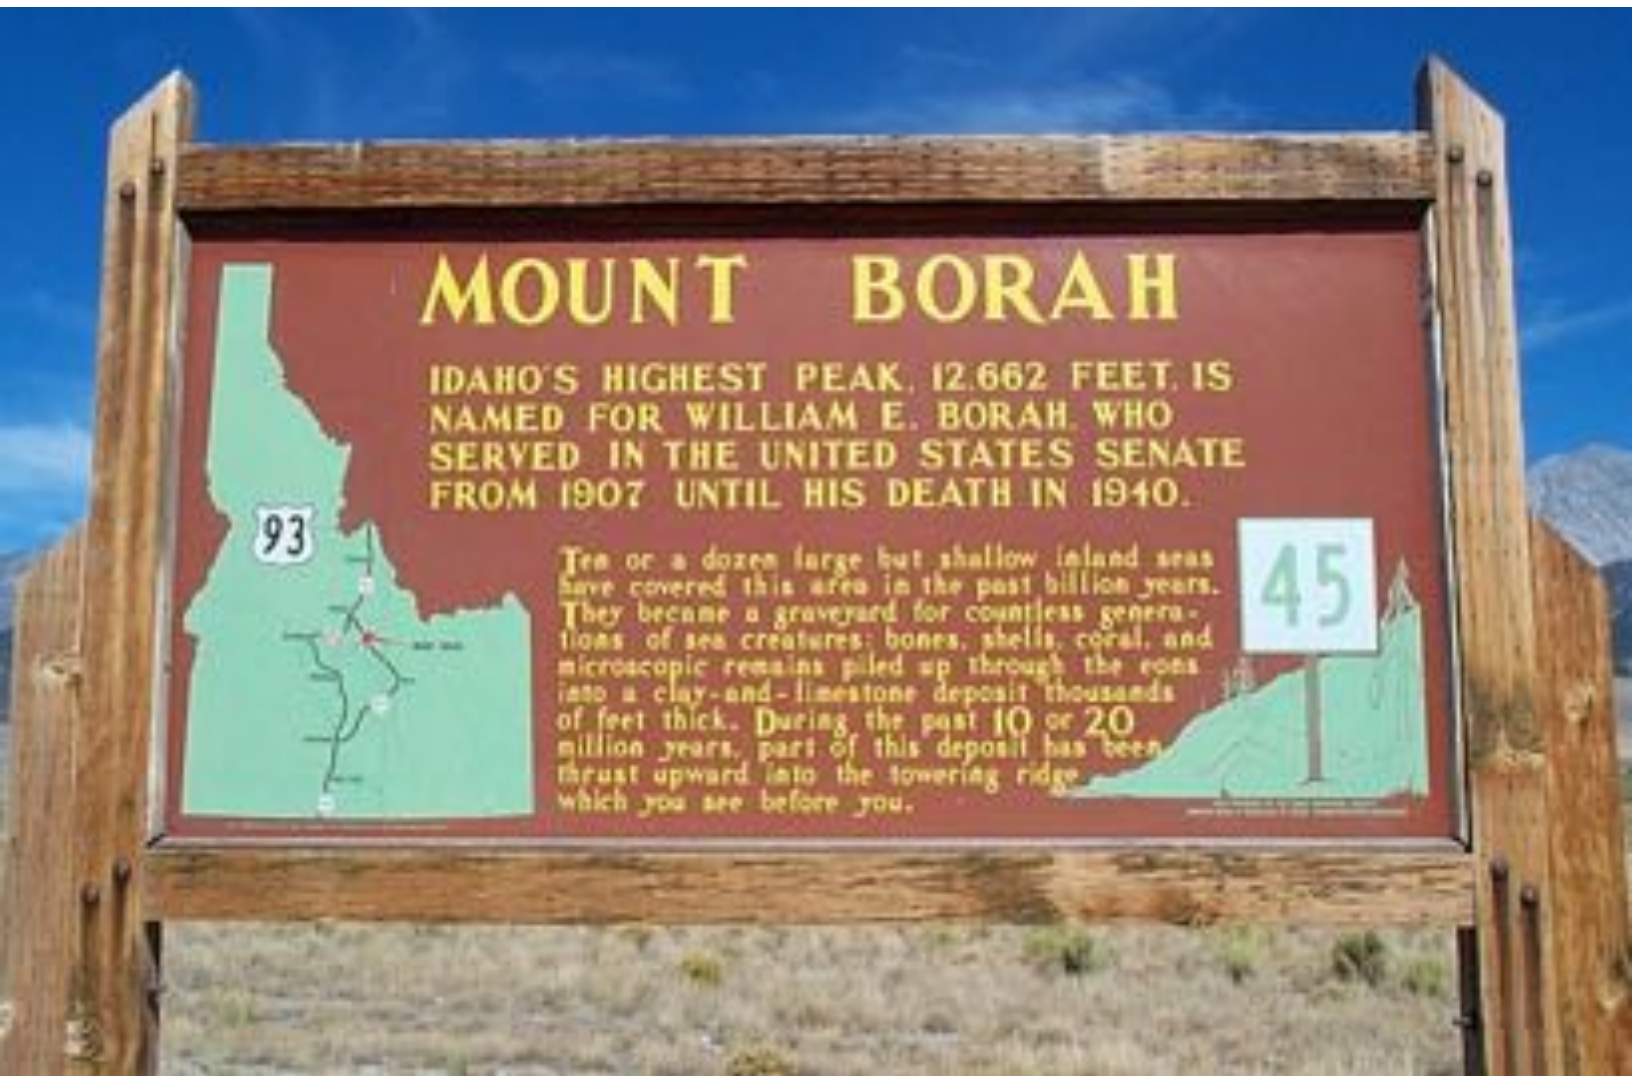 MOUNT BORAH
IDAHO'S HIGHEST PEAK, 12,662 FEET, IS
NAMED FOR WILLIAM E. BORAH WHO
SERVED IN THE UNITED STATES SENATE
FROM 1907 UNTIL HIS DEATH IN 1940.
93
Ten or a dozen large but shallow inland seas
have covered this area in the past billion years.
They became a graveyard for countless genera-
tions of sea creatures: bones, shells, coral, and
microscopic remains piled up through the eons
into a clay-and-limestone deposit thousands
of feet thick. During the past 10 or 20
million years, part of this deposit has been
thrust upward into the towering ridge
which you see before you.
45